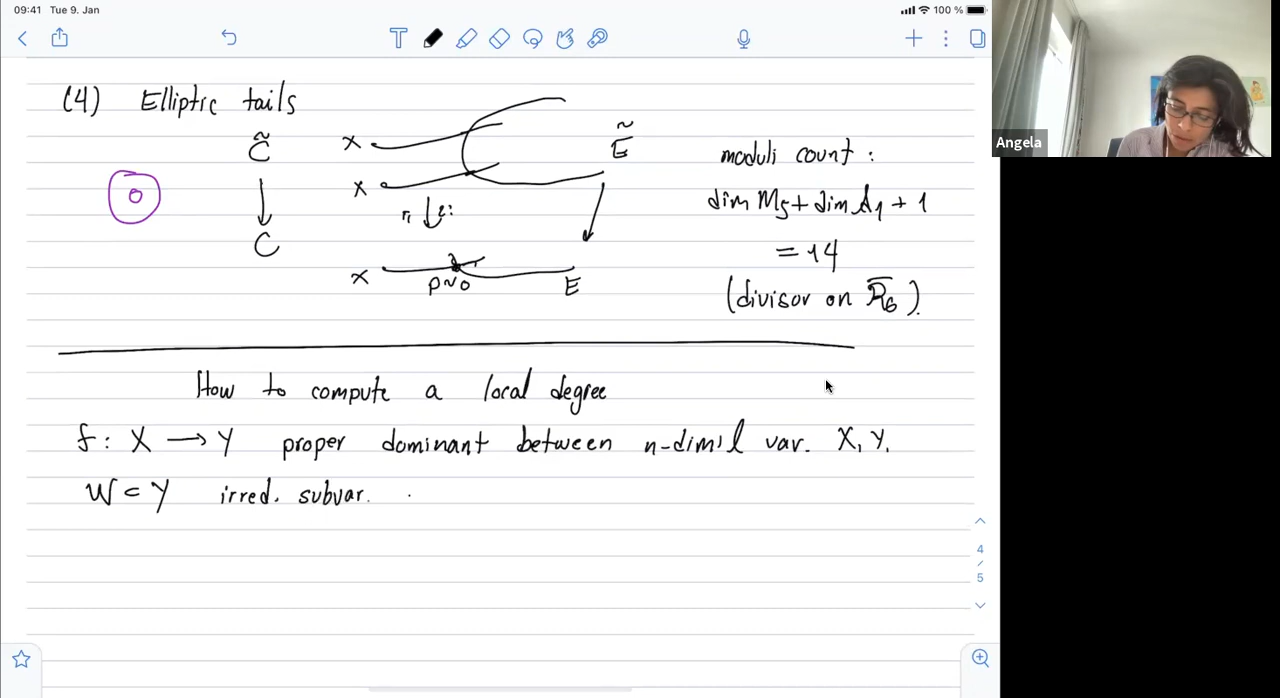 09:41 Tue 9. Jan
100 %
(4) Elliptic tails
C̃
C
X
X
X
Ẽ
p~0
E
moduli count :
dim M5 + dim A1 + 1
= 14
(divisor on R̄6).
0
How to compute a local degree
f: X → Y proper dominant between n-dim'l var. X, Y.
W ⊂ Y irred. subvar.
Angela
4
/
5